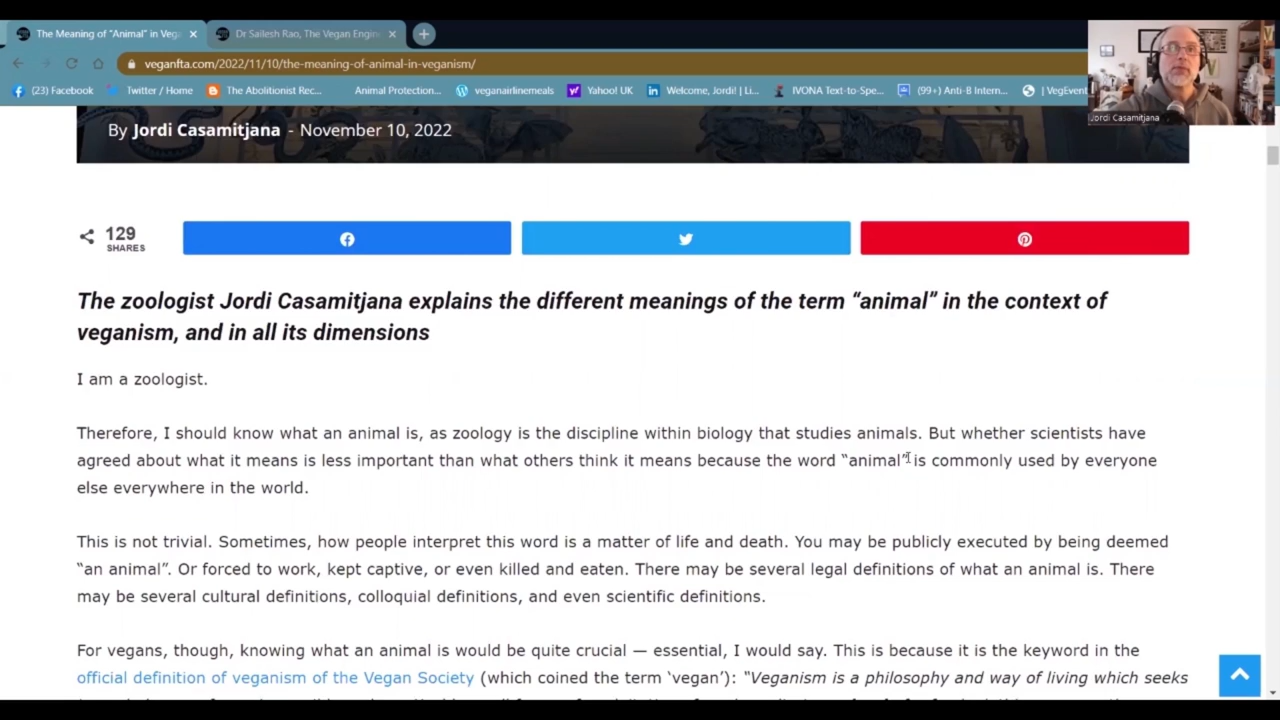 The Meaning of “Animal” in Veg
Dr Sailesh Rao, The Vegan Engin
veganfta.com/2022/11/10/the-meaning-of-animal-in-veganism/
(23) Facebook Twitter / Home The Abolitionist Rec... Animal Protection... veganairlinemeals Yahoo! UK Welcome, Jordi! | Li... IVONA Text-to-Spe... (99+) Anti-B Intern... | VegEvent
Jordi Casamitjana
By Jordi Casamitjana - November 10, 2022
129
SHARES
The zoologist Jordi Casamitjana explains the different meanings of the term “animal” in the context of
veganism, and in all its dimensions
I am a zoologist.
Therefore, I should know what an animal is, as zoology is the discipline within biology that studies animals. But whether scientists have
agreed about what it means is less important than what others think it means because the word “animal” is commonly used by everyone
else everywhere in the world.
This is not trivial. Sometimes, how people interpret this word is a matter of life and death. You may be publicly executed by being deemed
“an animal”. Or forced to work, kept captive, or even killed and eaten. There may be several legal definitions of what an animal is. There
may be several cultural definitions, colloquial definitions, and even scientific definitions.
For vegans, though, knowing what an animal is would be quite crucial — essential, I would say. This is because it is the keyword in the
official definition of veganism of the Vegan Society (which coined the term ‘vegan’): “Veganism is a philosophy and way of living which seeks